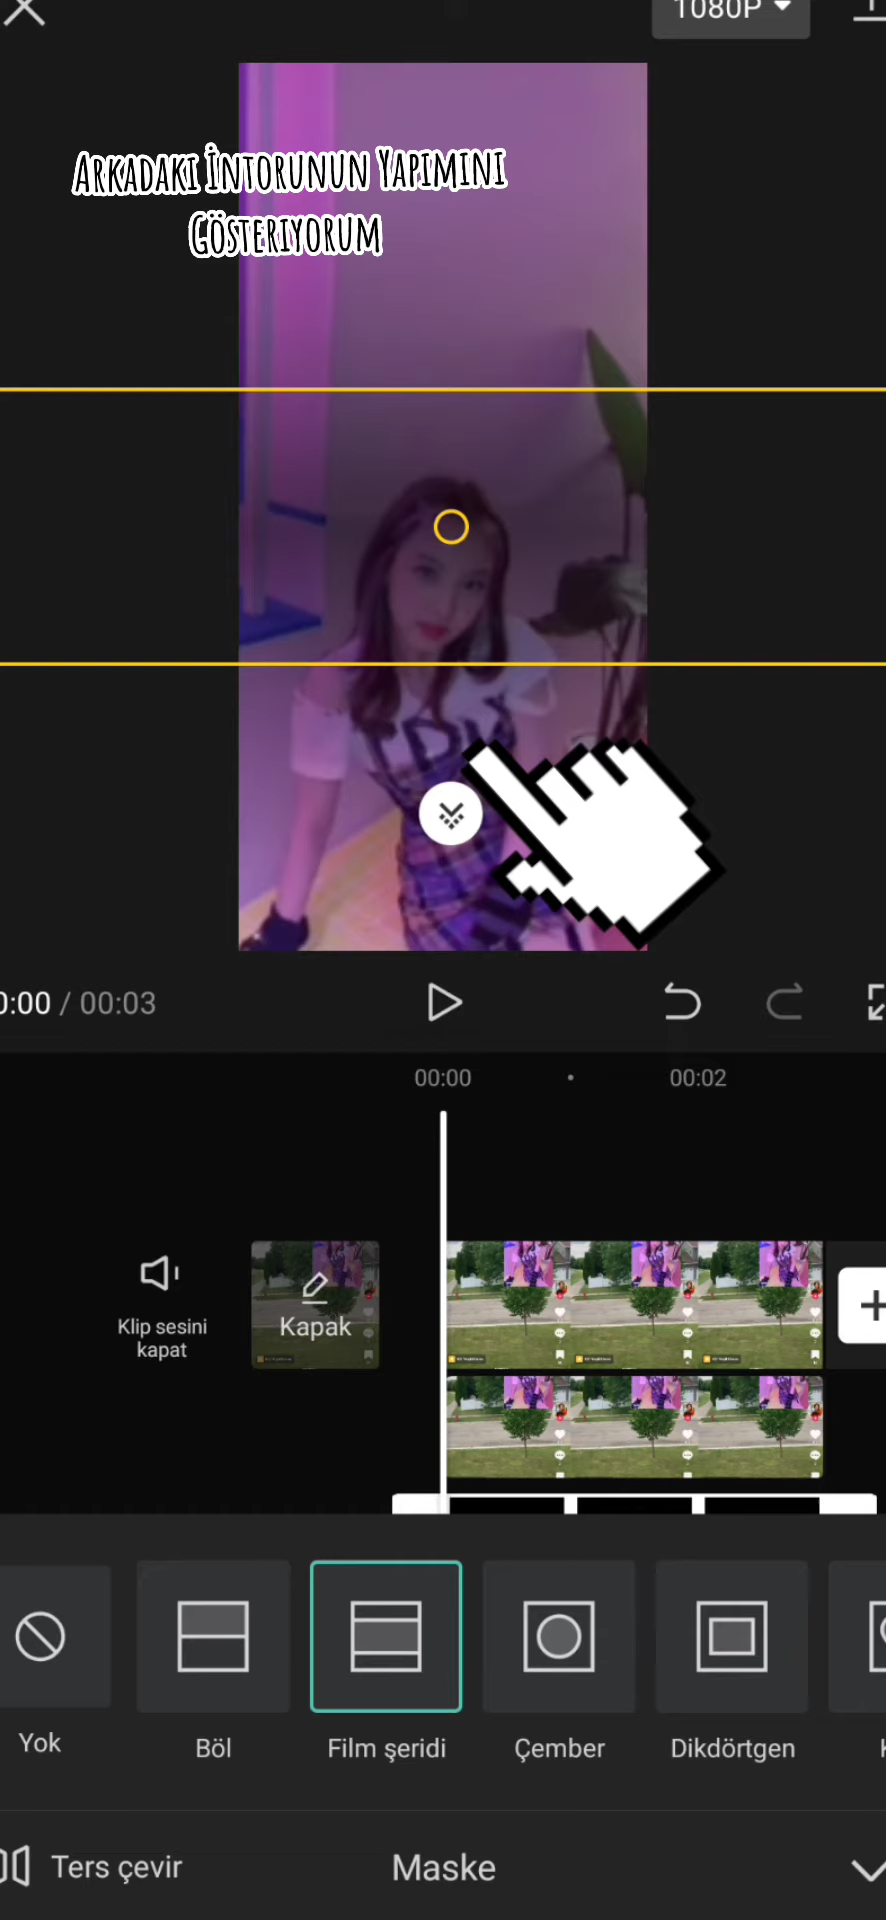 1080P
Arkadaki İntorunun Yapımını
Gösteriyorum
0:00 / 00:03
00:00
00:02
Klip sesini
kapat
Kapak
Yok
Böl
Film şeridi
Çember
Dikdörtgen
Ters çevir
Maske